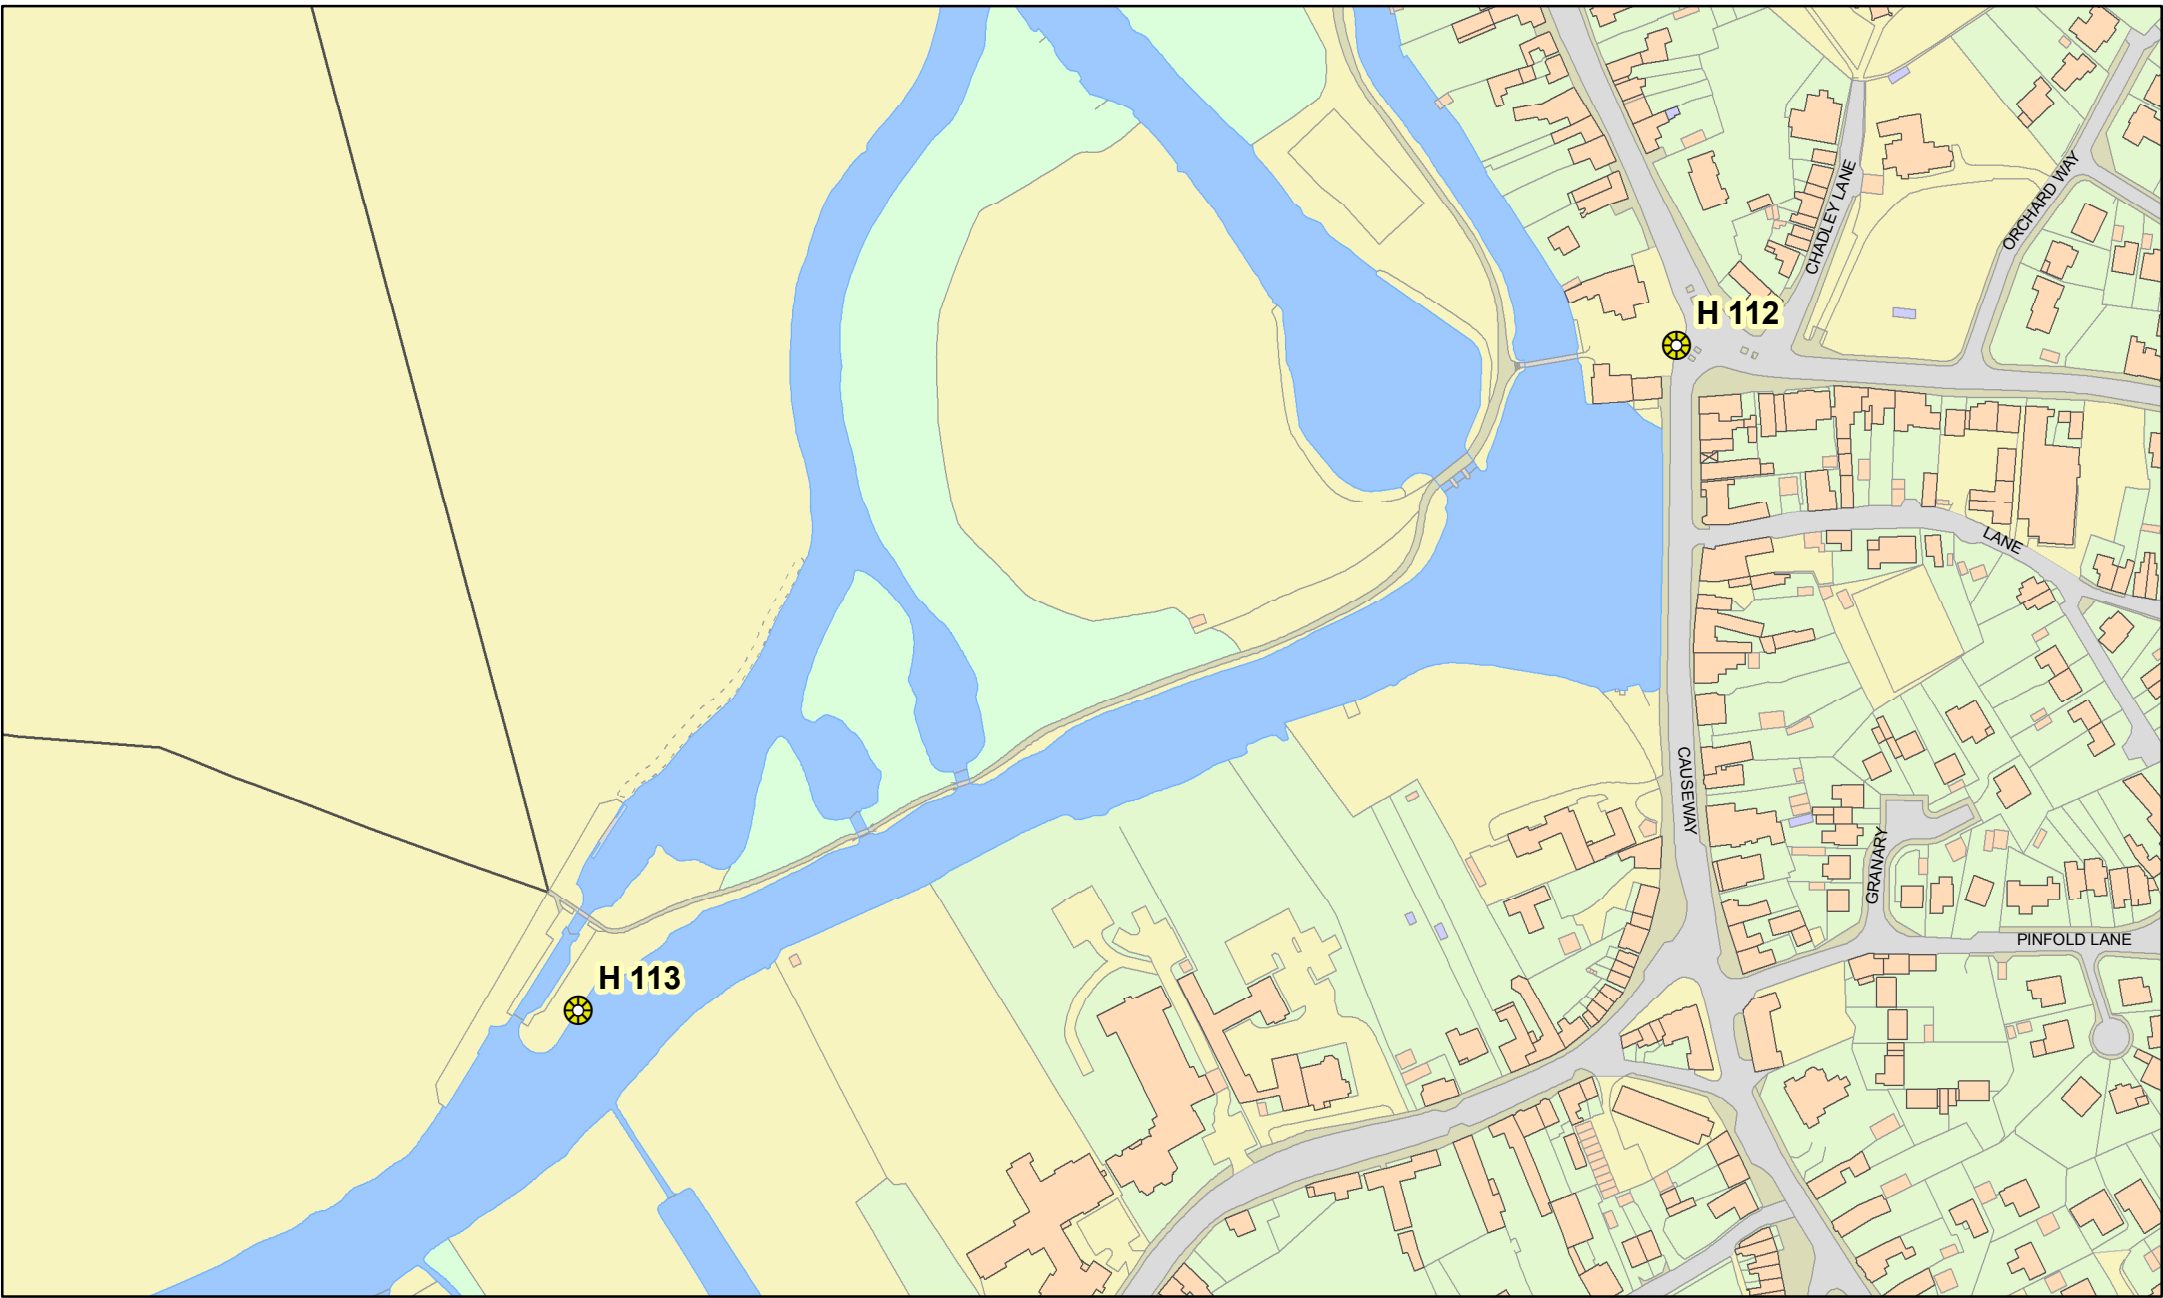 ORCHARD WAY
CHADLEY LANE
H 112
LANE
CAUSEWAY
GRANARY
PINFOLD LANE
H 113